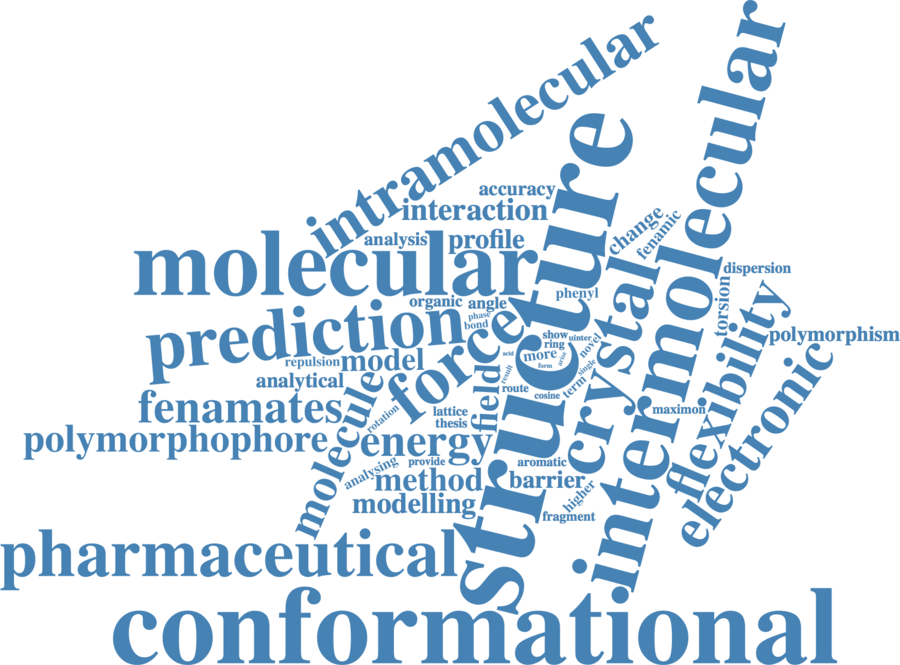 intramolecular
intermolecular
structure
accuracy
interaction
change
fenamic
analysis
profile
molecular
crystal
dispersion
phenyl
torsion
organic
angle
phase
bond
prediction
force
flexibility
polymorphism
show
uinter
ring
novel
more
acid
arise
single
form
repulsion
model
result
field
term
route
cosine
analytical
molecule
electronic
fenamates
rotation
lattice
thesis
maximon
polymorphophore
energy
analysing
provide
aromatic
method
barrier
higher
modelling
fragment
pharmaceutical
conformational